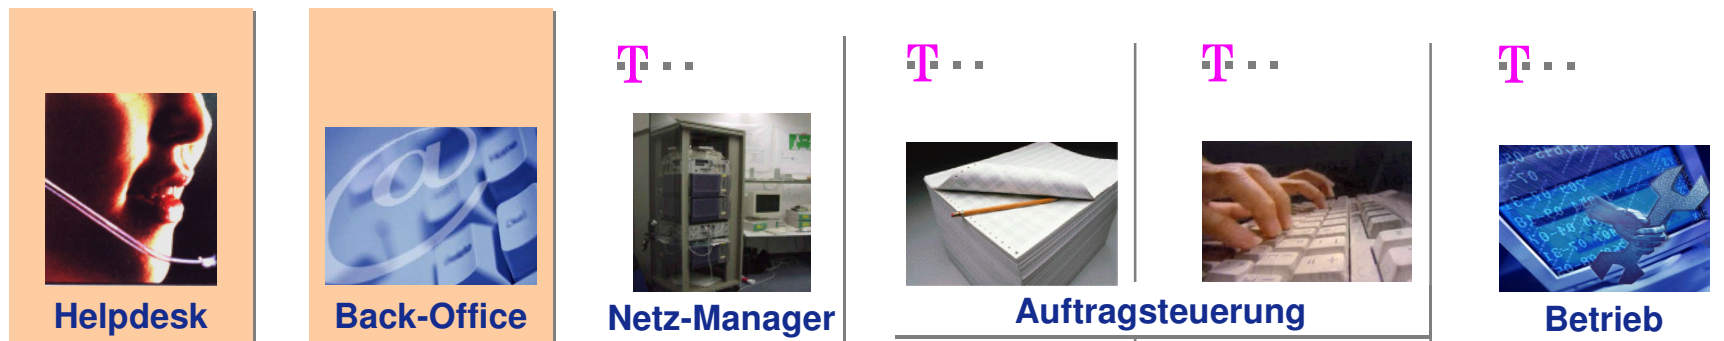 T
T
T
T
Helpdesk
Back-Office
Netz-Manager
Auftragsteuerung
Betrieb